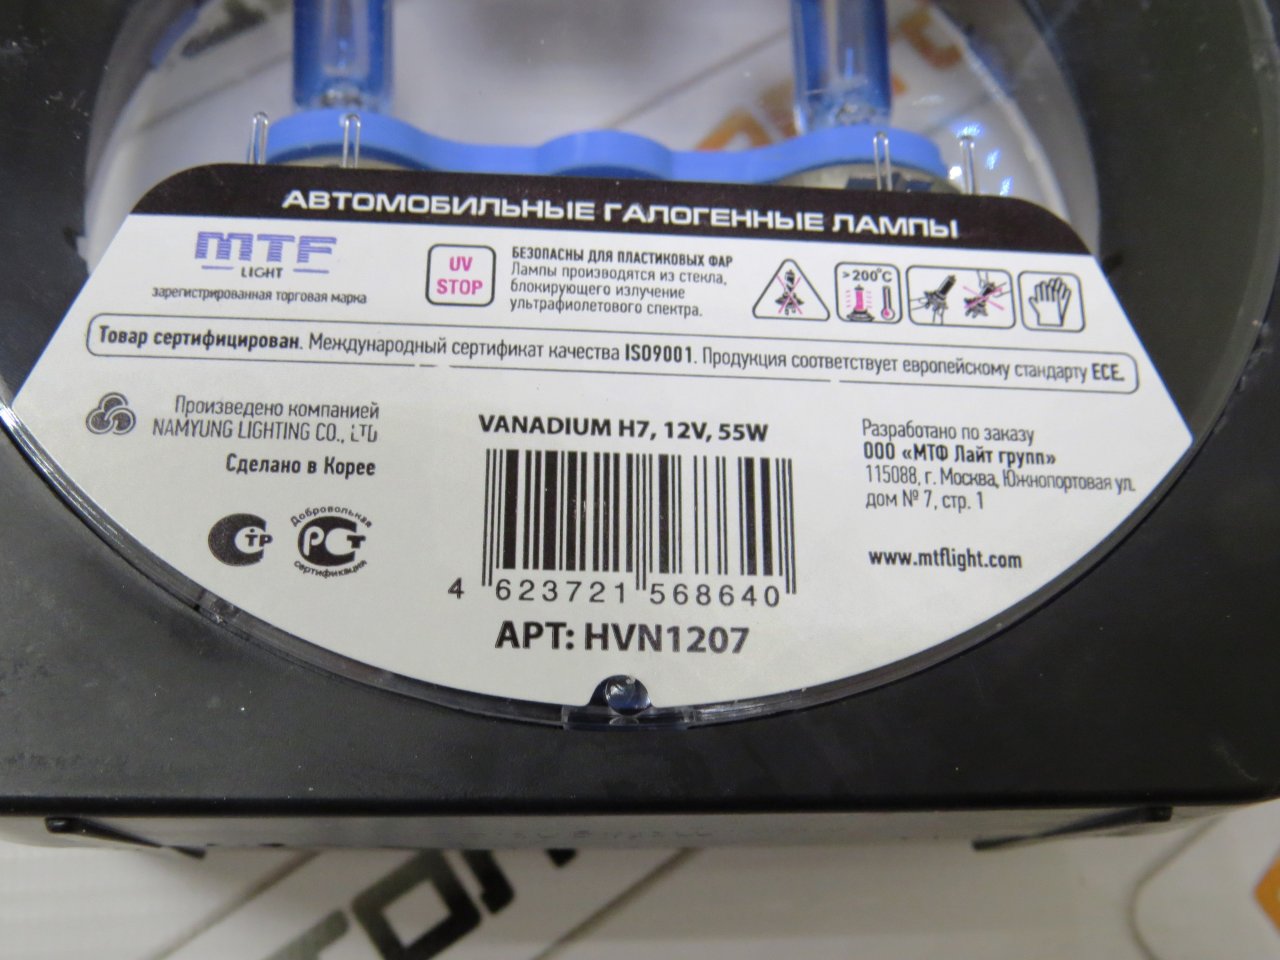 АВТОМОБИЛЬНЫЕ ГАЛОГЕННЫЕ ЛАМПЫ
MTF
LIGHT
зарегистрированная торговая марка
UV
STOP
БЕЗОПАСНЫ ДЛЯ ПЛАСТИКОВЫХ ФАР
Лампы производятся из стекла,
блокирующего излучение
ультрафиолетового спектра.
>200°C
Товар сертифицирован. Международный сертификат качества ISO9001. Продукция соответствует европейскому стандарту ECE.
Произведено компанией
NAMYUNG LIGHTING CO., LTD
Сделано в Корее
СТР
Добровольная
РСТ
сертификация
VANADIUM H7, 12V, 55W
4 623721 568640
АРТ: HVN1207
Разработано по заказу
ООО «МТФ Лайт групп»
115088, г. Москва, Южнопортовая ул.
дом № 7, стр. 1
www.mtflight.com